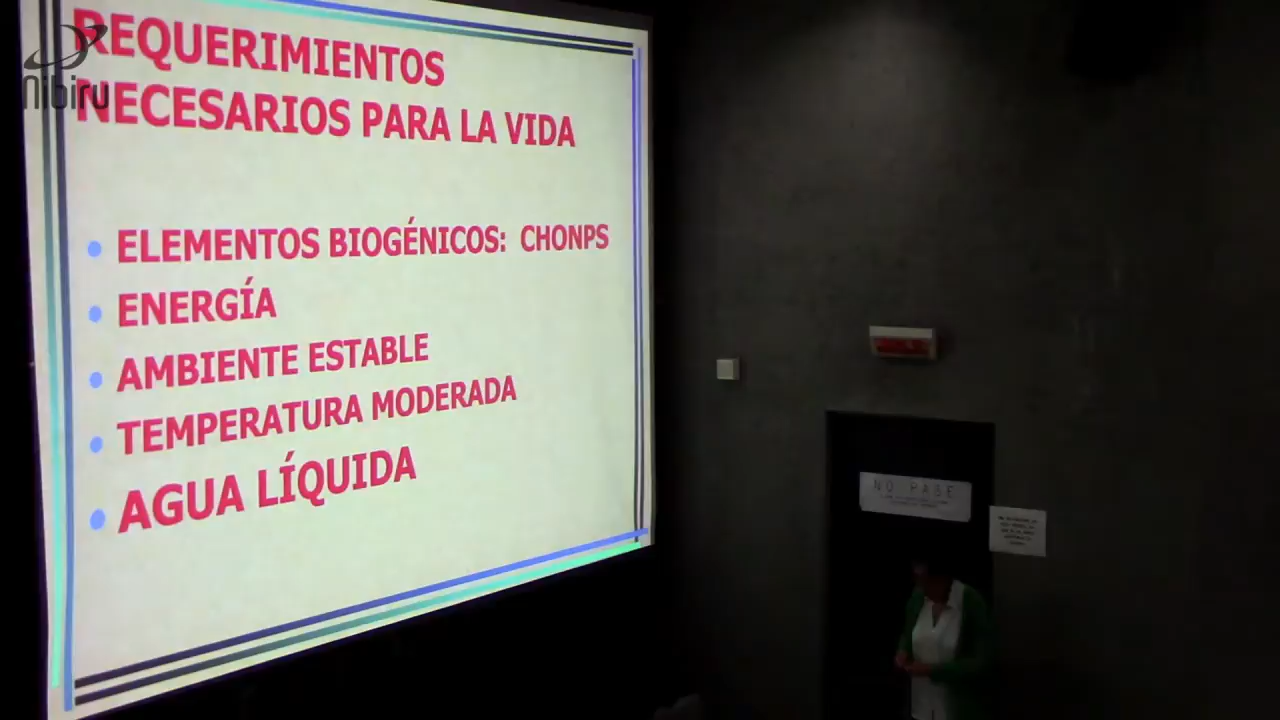 Nibiru
REQUERIMIENTOS
NECESARIOS PARA LA VIDA
• ELEMENTOS BIOGÉNICOS: CHONPS
• ENERGÍA
• AMBIENTE ESTABLE
• TEMPERATURA MODERADA
• AGUA LÍQUIDA
NO PASE